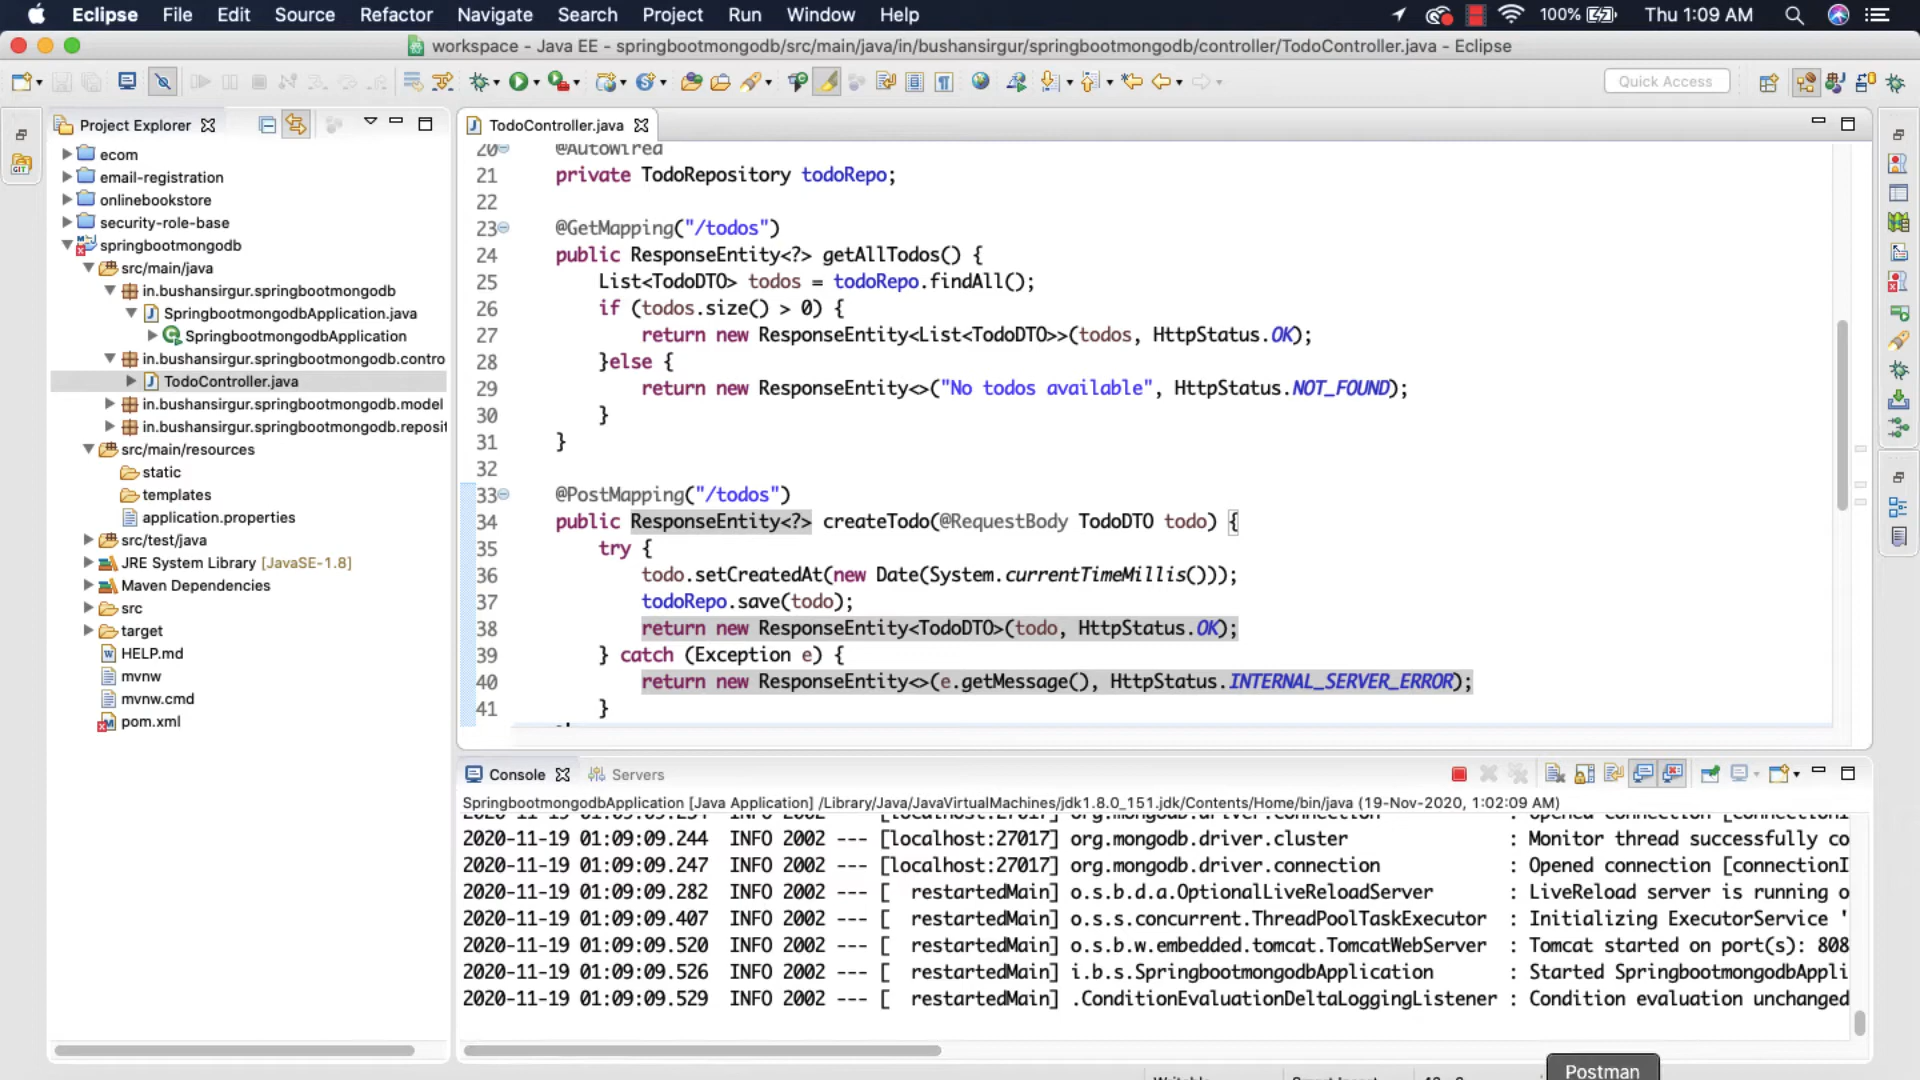 Eclipse File Edit Source Refactor Navigate Search Project Run Window Help 100% Thu 1:09 AM
workspace - Java EE - springbootmongodb/src/main/java/in/bushansirgur/springbootmongodb/controller/TodoController.java - Eclipse
Quick Access
Project Explorer
ecom
email-registration
onlinebookstore
security-role-base
springbootmongodb
src/main/java
in.bushansirgur.springbootmongodb
SpringbootmongodbApplication.java
SpringbootmongodbApplication
in.bushansirgur.springbootmongodb.contro
TodoController.java
in.bushansirgur.springbootmongodb.model
in.bushansirgur.springbootmongodb.reposit
src/main/resources
static
templates
application.properties
src/test/java
JRE System Library [JavaSE-1.8]
Maven Dependencies
src
target
HELP.md
mvnw
mvnw.cmd
pom.xml
TodoController.java
20 @Autowired
21 private TodoRepository todoRepo;
22
23 @GetMapping("/todos")
24 public ResponseEntity<?> getAllTodos() {
25 List<TodoDTO> todos = todoRepo.findAll();
26 if (todos.size() > 0) {
27 return new ResponseEntity<List<TodoDTO>>(todos, HttpStatus.OK);
28 }else {
29 return new ResponseEntity<>("No todos available", HttpStatus.NOT_FOUND);
30 }
31 }
32
33 @PostMapping("/todos")
34 public ResponseEntity<?> createTodo(@RequestBody TodoDTO todo) {
35 try {
36 todo.setCreatedAt(new Date(System.currentTimeMillis()));
37 todoRepo.save(todo);
38 return new ResponseEntity<TodoDTO>(todo, HttpStatus.OK);
39 } catch (Exception e) {
40 return new ResponseEntity<>(e.getMessage(), HttpStatus.INTERNAL_SERVER_ERROR);
41 }
Console Servers
SpringbootmongodbApplication [Java Application] /Library/Java/JavaVirtualMachines/jdk1.8.0_151.jdk/Contents/Home/bin/java (19-Nov-2020, 1:02:09 AM)
2020-11-19 01:09:09.244 INFO 2002 --- [localhost:27017] org.mongodb.driver.cluster : Monitor thread successfully co
2020-11-19 01:09:09.247 INFO 2002 --- [localhost:27017] org.mongodb.driver.connection : Opened connection [connectionI
2020-11-19 01:09:09.282 INFO 2002 --- [ restartedMain] o.s.b.d.a.OptionalLiveReloadServer : LiveReload server is running o
2020-11-19 01:09:09.407 INFO 2002 --- [ restartedMain] o.s.s.concurrent.ThreadPoolTaskExecutor : Initializing ExecutorService '
2020-11-19 01:09:09.520 INFO 2002 --- [ restartedMain] o.s.b.w.embedded.tomcat.TomcatWebServer : Tomcat started on port(s): 808
2020-11-19 01:09:09.526 INFO 2002 --- [ restartedMain] i.b.s.SpringbootmongodbApplication : Started SpringbootmongodbAppli
2020-11-19 01:09:09.529 INFO 2002 --- [ restartedMain] .ConditionEvaluationDeltaLoggingListener : Condition evaluation unchanged
Postman